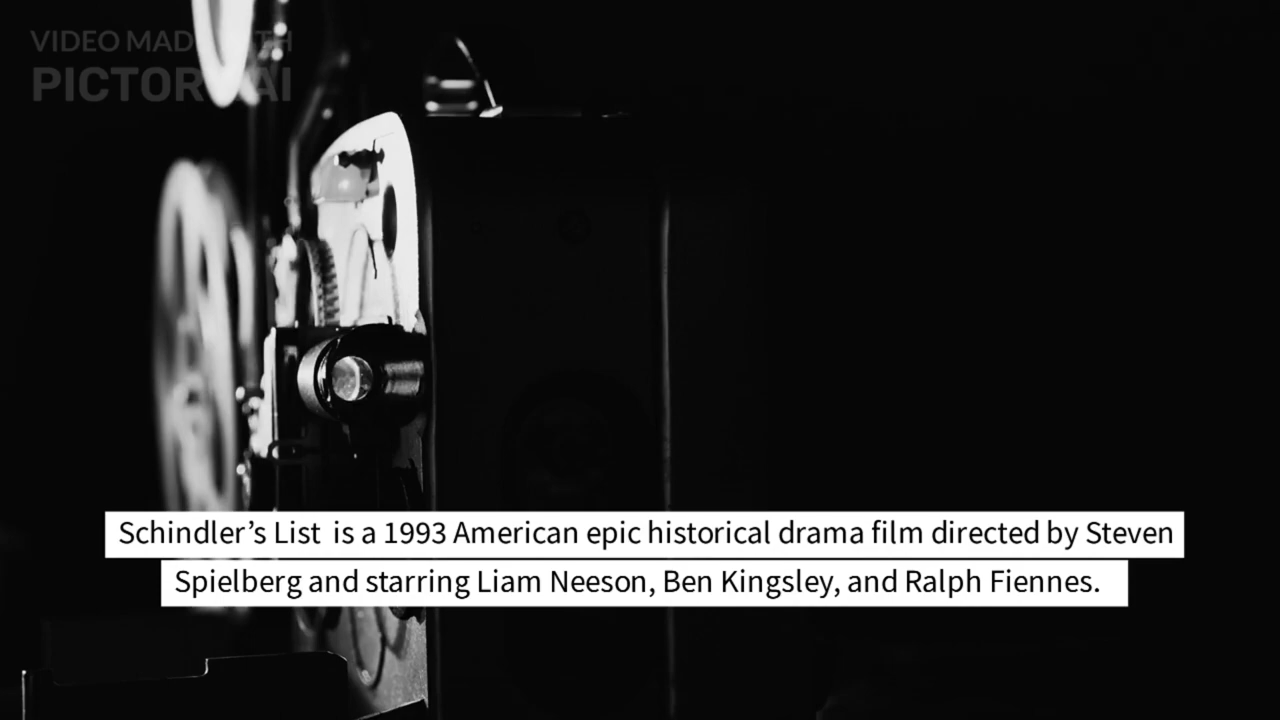 VIDEO MADE WITH
PICTORY.AI
Schindler’s List is a 1993 American epic historical drama film directed by Steven
Spielberg and starring Liam Neeson, Ben Kingsley, and Ralph Fiennes.